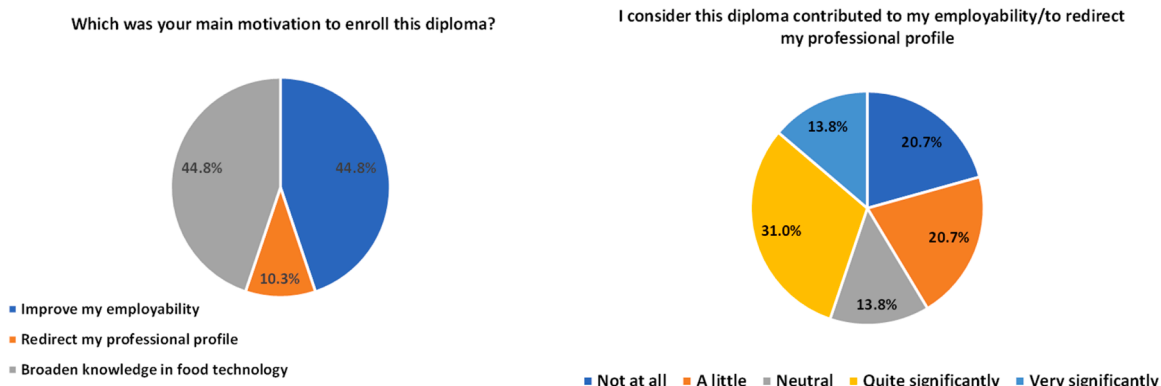 Which was your main motivation to enroll this diploma?
44.8%
44.8%
10.3%
Improve my employability
Redirect my professional profile
Broaden knowledge in food technology
I consider this diploma contributed to my employability/to redirect
my professional profile
13.8%
20.7%
31.0%
20.7%
13.8%
Not at all A little Neutral Quite significantly Very significantly